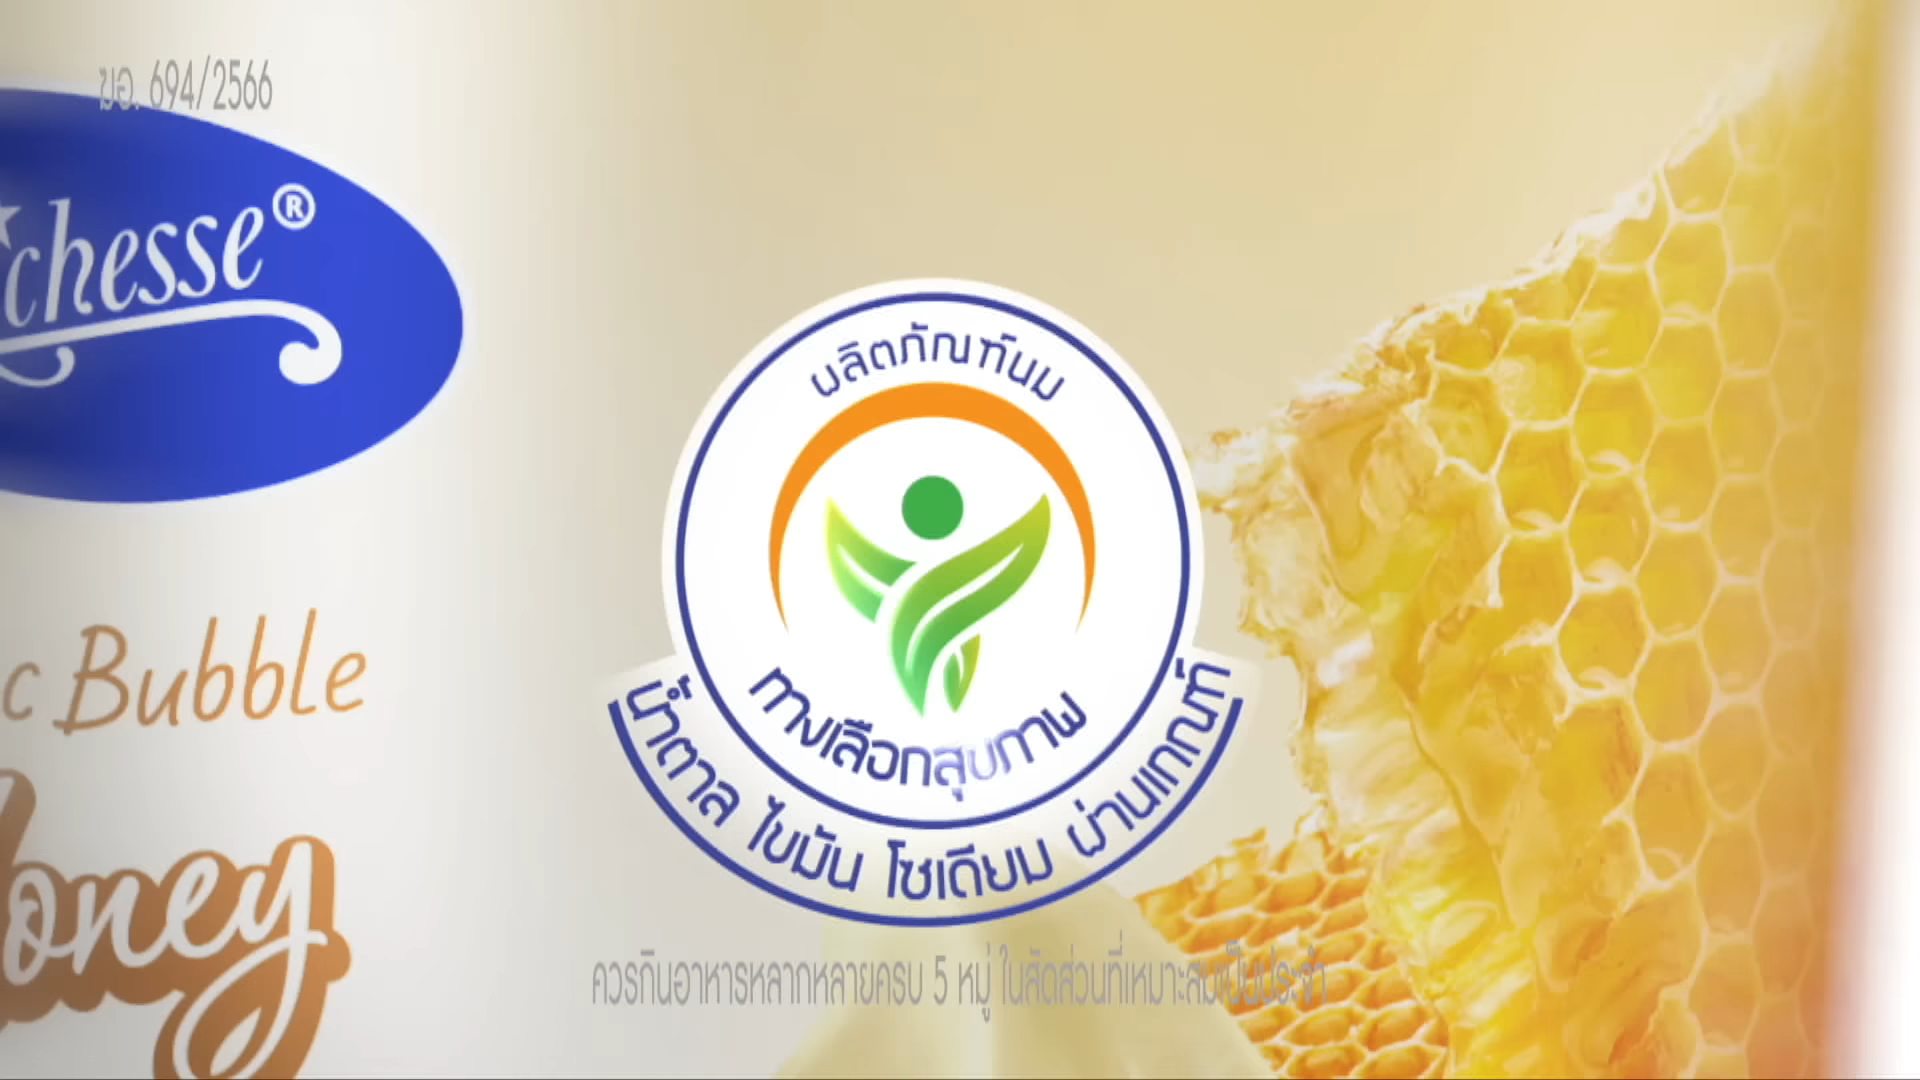 ฆอ. 694/2566
chesse®
c Bubble
oney
ผลิตภัณฑ์นม
ทางเลือกสุขภาพ
น้ำตาล ไขมัน โซเดียม ผ่านเกณฑ์
ควรกินอาหารหลากหลายครบ 5 หมู่ ในสัดส่วนที่เหมาะสมเป็นประจำ